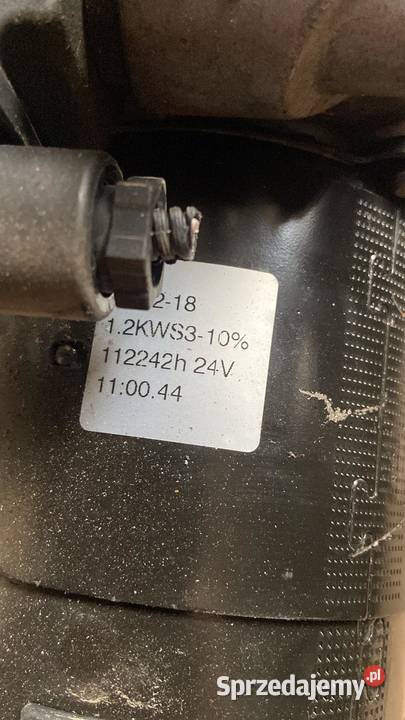 2-18
1.2KWS3-10%
112242h 24V
11:00.44
Sprzedajemy.pl